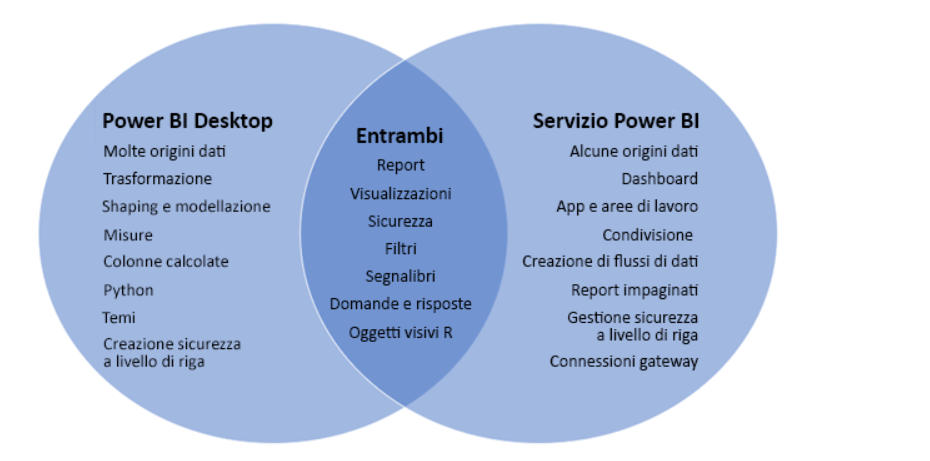 Power BI Desktop
Molte origini dati
Trasformazione
Shaping e modellazione
Misure
Colonne calcolate
Python
Temi
Creazione sicurezza
a livello di riga
Entrambi
Report
Visualizzazioni
Sicurezza
Filtri
Segnalibri
Domande e risposte
Oggetti visivi R
Servizio Power BI
Alcune origini dati
Dashboard
App e aree di lavoro
Condivisione
Creazione di flussi di dati
Report impaginati
Gestione sicurezza
a livello di riga
Connessioni gateway